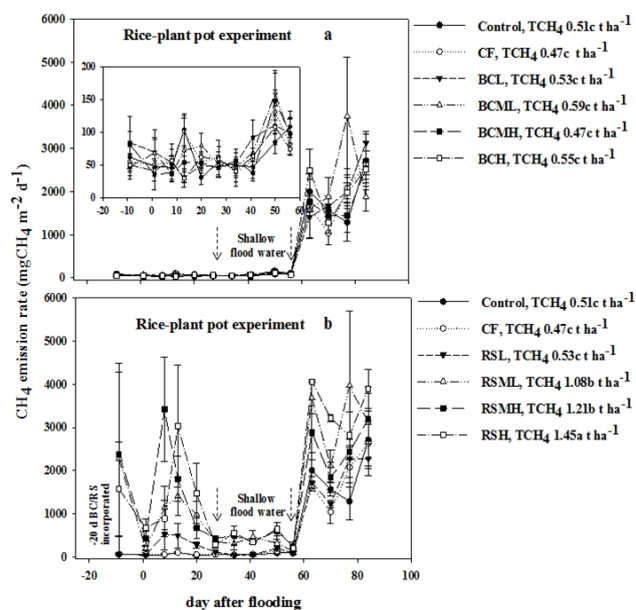 Rice-plant pot experiment a
6000
5000
4000
3000
2000
1000
0
200
150
100
50
0
-20 -10 0 10 20 30 40 50 60
Shallow
flood water
Control, TCH4 0.51c t ha-1
CF, TCH4 0.47c t ha-1
BCL, TCH4 0.53c t ha-1
BCML, TCH4 0.59c t ha-1
BCMH, TCH4 0.47c t ha-1
BCH, TCH4 0.55c t ha-1
CH4 emission rate (mgCH4 m-2 d-1)
Rice-plant pot experiment b
6000
5000
4000
3000
2000
1000
0
-20 d BC/RS
incorporated
Shallow
flood water
Control, TCH4 0.51c t ha-1
CF, TCH4 0.47c t ha-1
RSL, TCH4 0.53c t ha-1
RSML, TCH4 1.08b t ha-1
RSMH, TCH4 1.21b t ha-1
RSH, TCH4 1.45a t ha-1
-20 0 20 40 60 80 100
day after flooding